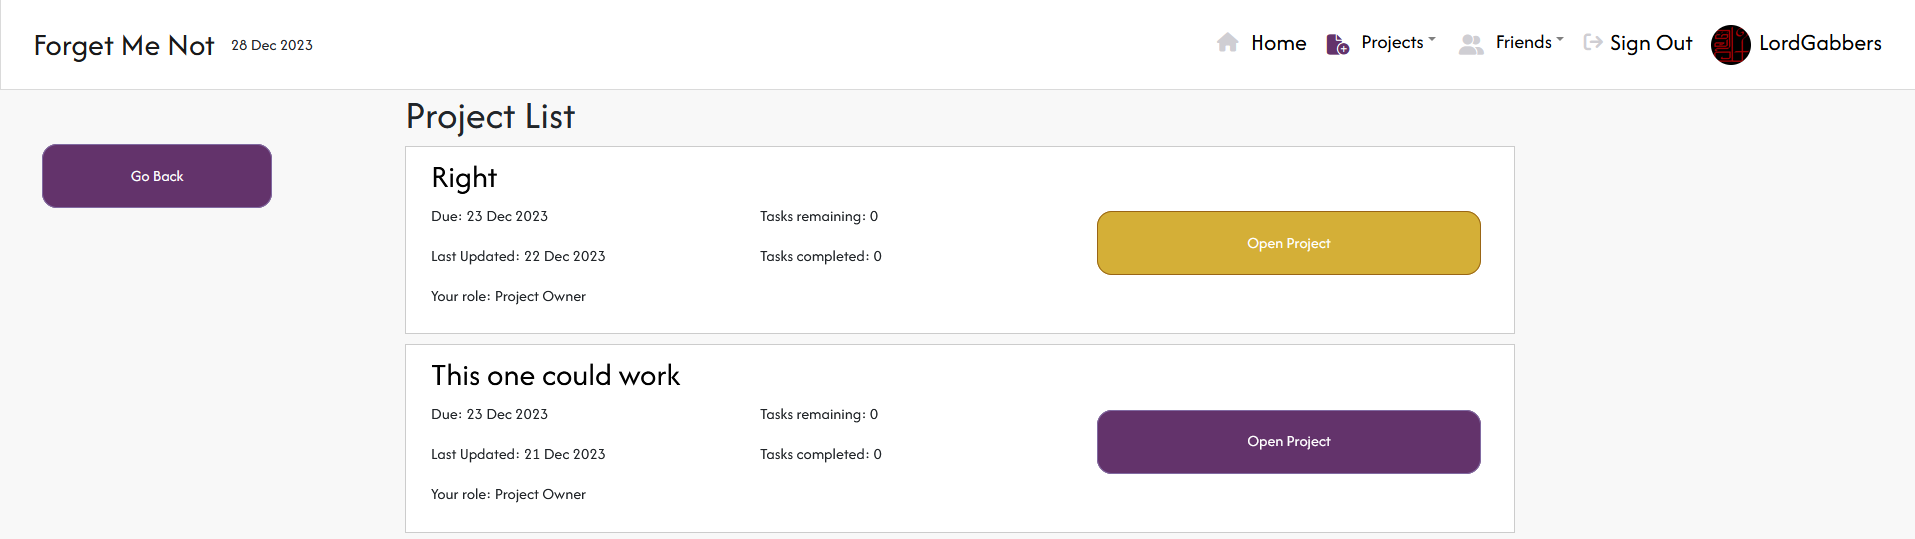 Forget Me Not 28 Dec 2023 Home Projects Friends Sign Out LordGabbers
Project List
Go Back
Right
Due: 23 Dec 2023 Tasks remaining: 0
Open Project
Last Updated: 22 Dec 2023 Tasks completed: 0
Your role: Project Owner
This one could work
Due: 23 Dec 2023 Tasks remaining: 0
Open Project
Last Updated: 21 Dec 2023 Tasks completed: 0
Your role: Project Owner